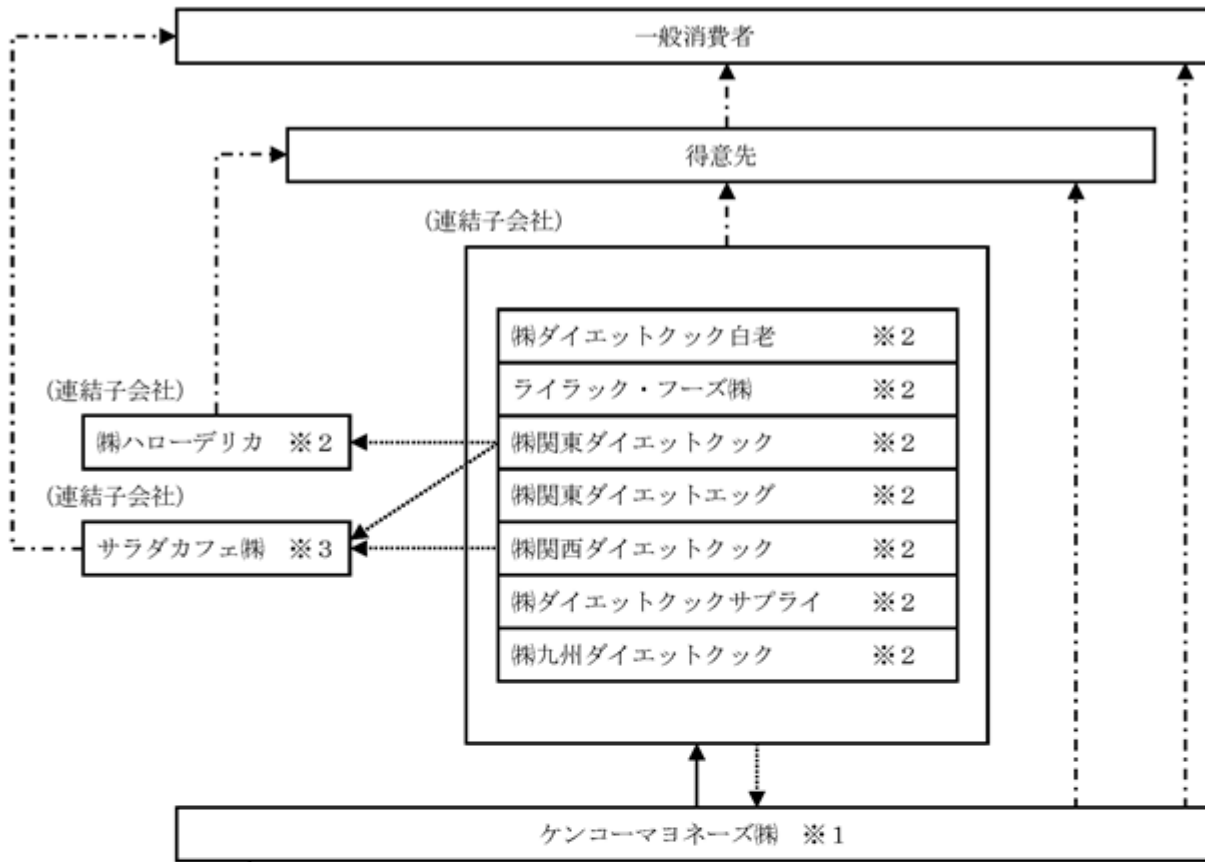 一般消費者
得意先
(連結子会社)
㈱ダイエットクック白老 ※2
ライラック・フーズ㈱ ※2
(連結子会社)
㈱ハローデリカ ※2
㈱関東ダイエットクック ※2
(連結子会社)
㈱関東ダイエットエッグ ※2
サラダカフェ㈱ ※3
㈱関西ダイエットクック ※2
㈱ダイエットクックサプライ ※2
㈱九州ダイエットクック ※2
ケンコーマヨネーズ㈱ ※1